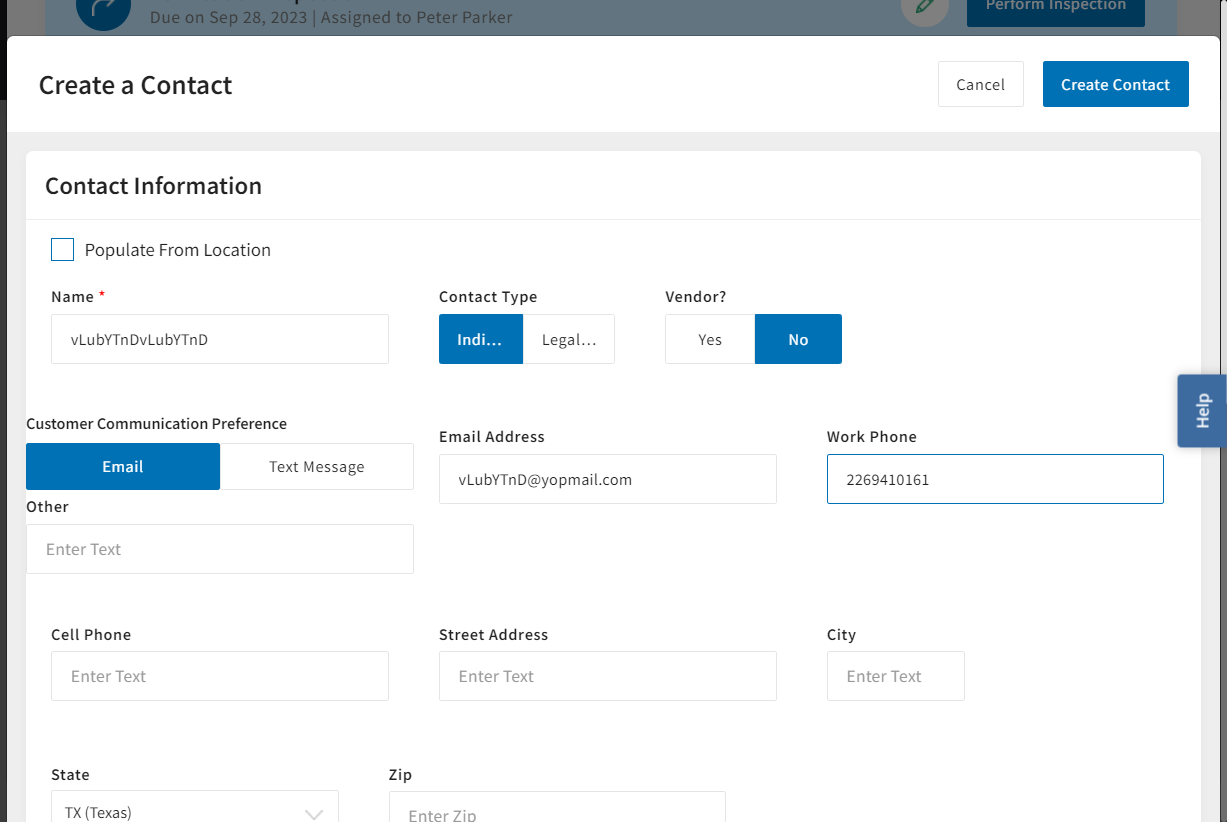 Due on Sep 28, 2023 | Assigned to Peter Parker
Perform Inspection
Create a Contact
Cancel
Create Contact
Contact Information
Populate From Location
Name *
Contact Type
Vendor?
vLubYTnDvLubYTnD
Indi...
Legal...
Yes
No
Help
Customer Communication Preference
Email Address
Work Phone
Email
Text Message
vLubYTnD@yopmail.com
2269410161
Other
Enter Text
Cell Phone
Street Address
City
Enter Text
Enter Text
Enter Text
State
Zip
TX (Texas)
Enter Zip